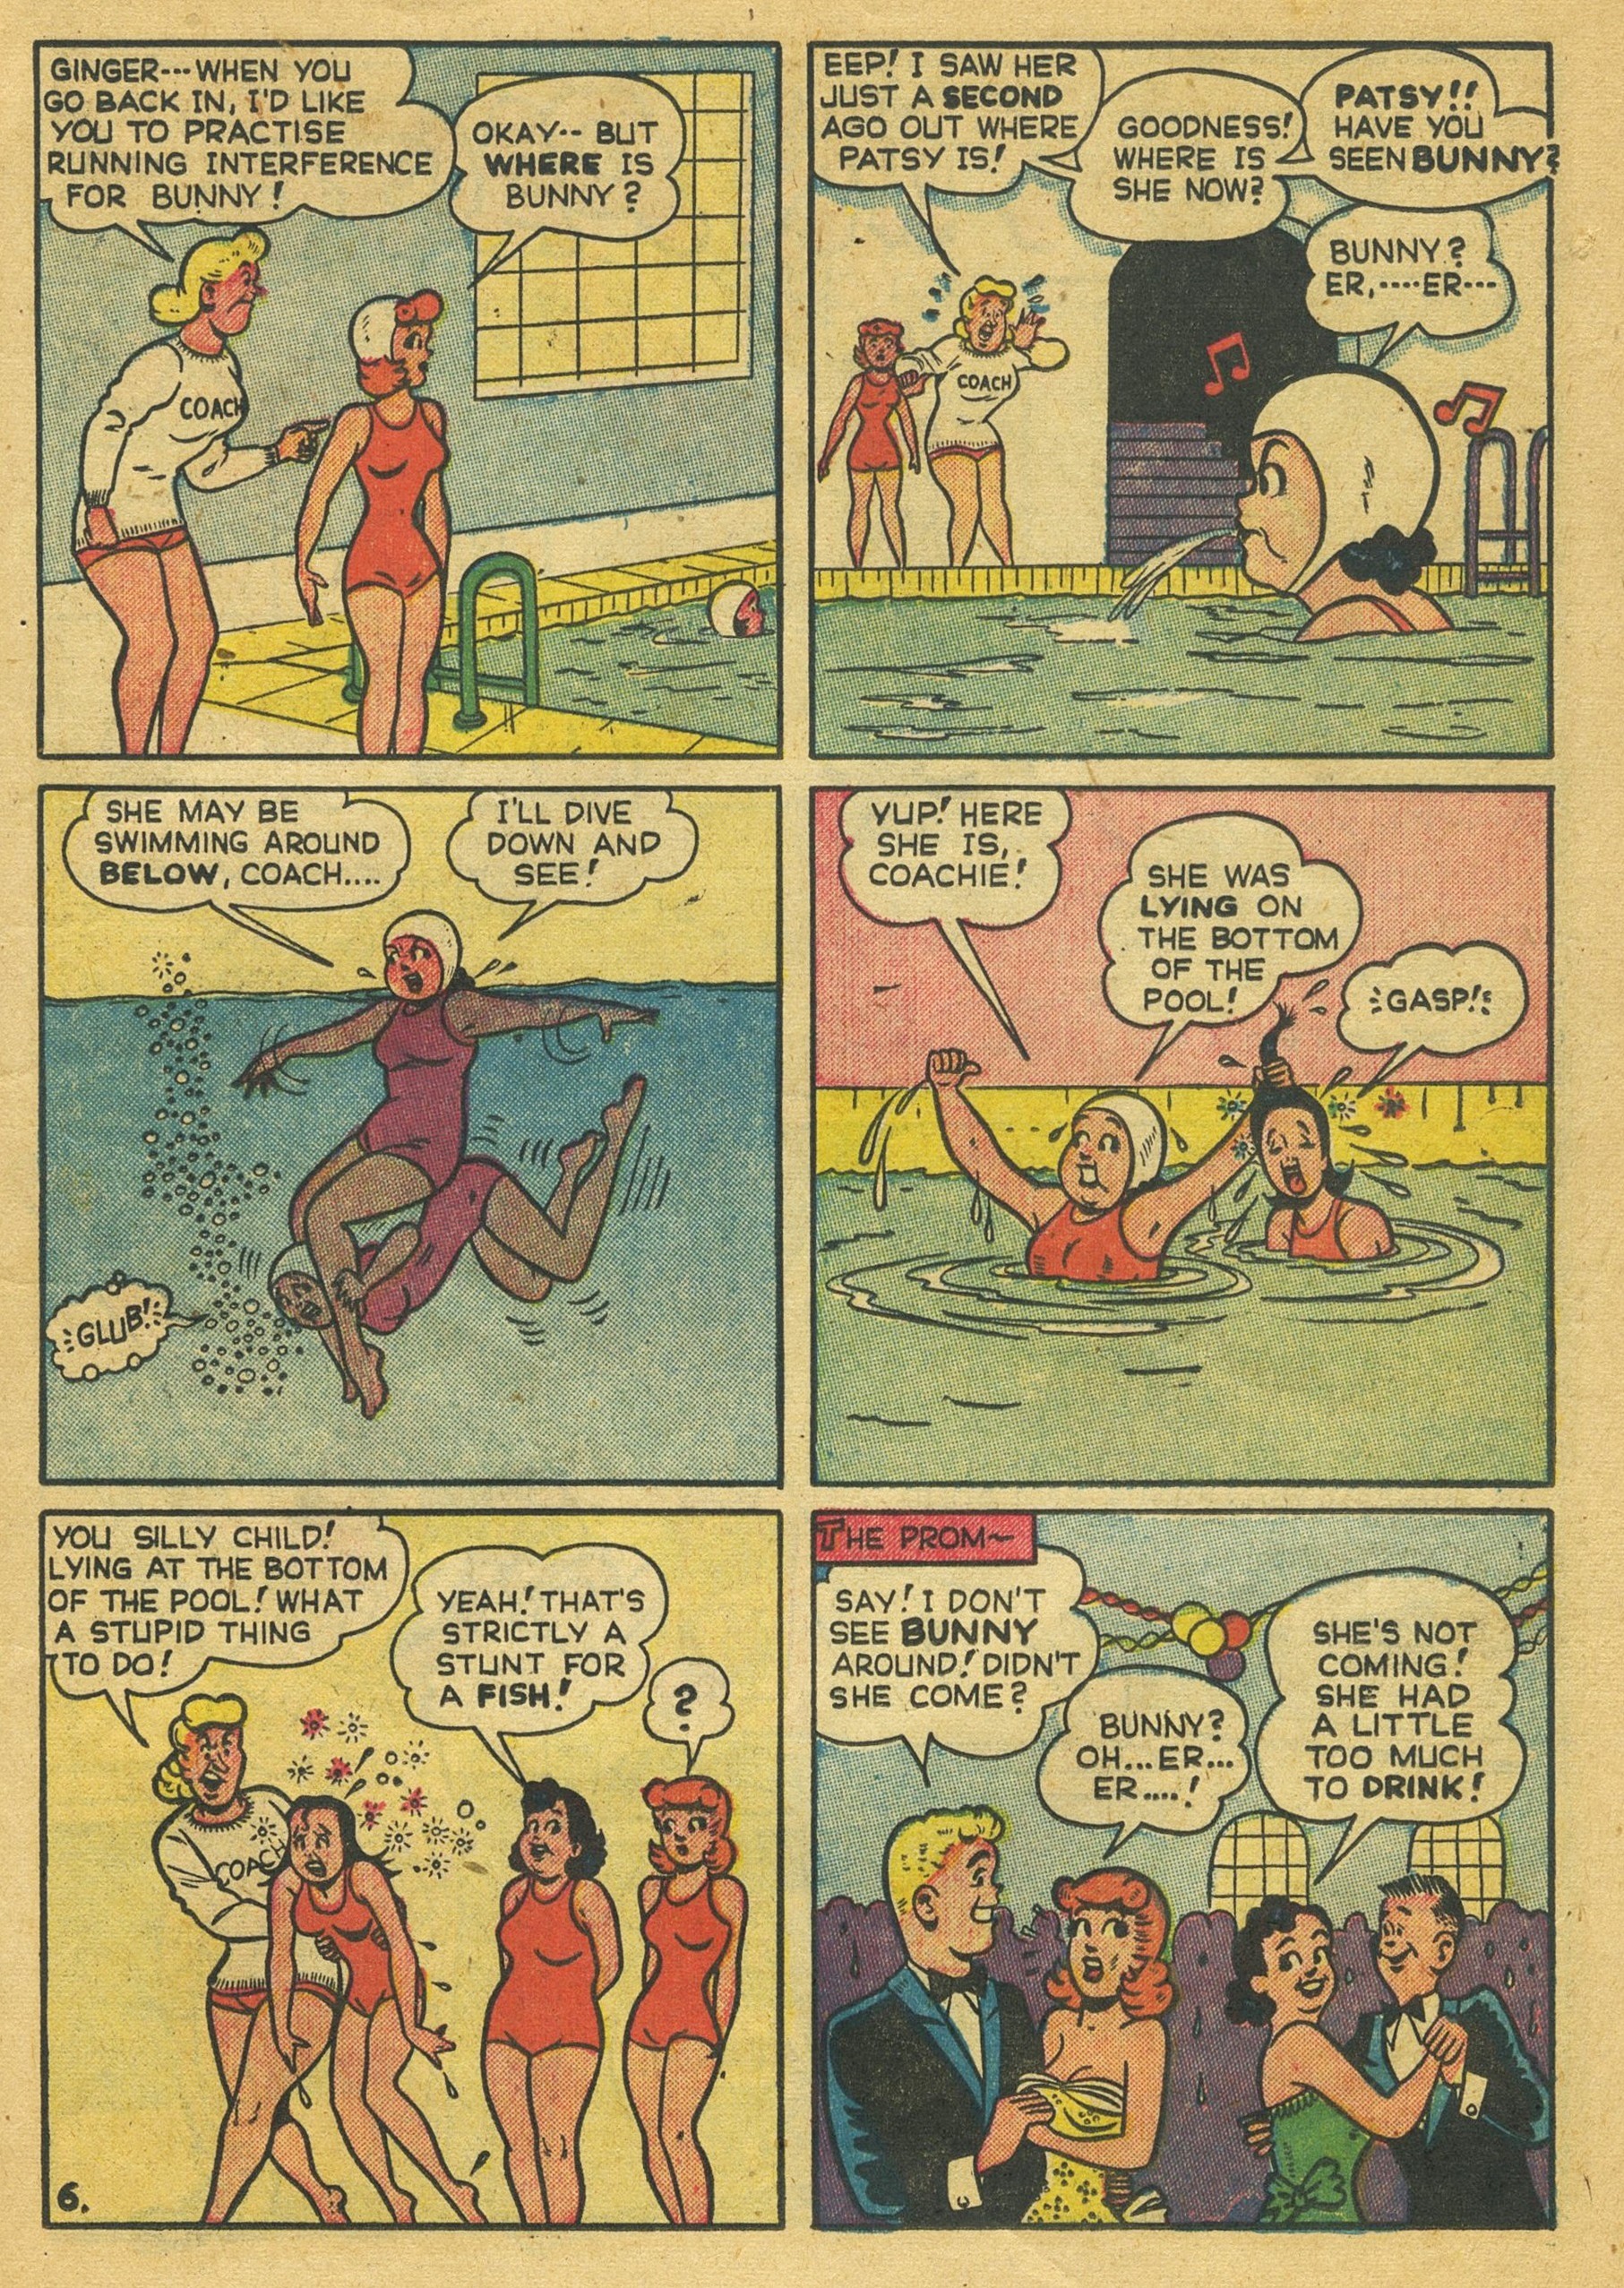 GINGER---WHEN YOU
GO BACK IN, I'D LIKE
YOU TO PRACTISE
RUNNING INTERFERENCE
FOR BUNNY!
OKAY-- BUT
WHERE IS
BUNNY?
COACH
EEP! I SAW HER
JUST A SECOND
AGO OUT WHERE
PATSY IS!
GOODNESS!
WHERE IS
SHE NOW?
PATSY!!
HAVE YOU
SEEN BUNNY?
BUNNY?
ER,----ER---
COACH
SHE MAY BE
SWIMMING AROUND
BELOW, COACH....
I'LL DIVE
DOWN AND
SEE!
GLUB!
YUP! HERE
SHE IS,
COACHIE!
SHE WAS
LYING ON
THE BOTTOM
OF THE
POOL!
GASP!
YOU SILLY CHILD!
LYING AT THE BOTTOM
OF THE POOL! WHAT
A STUPID THING
TO DO!
YEAH! THAT'S
STRICTLY A
STUNT FOR
A FISH!
?
COACH
6.
THE PROM~
SAY! I DON'T
SEE BUNNY
AROUND! DIDN'T
SHE COME?
BUNNY?
OH...ER...
ER....!
SHE'S NOT
COMING!
SHE HAD
A LITTLE
TOO MUCH
TO DRINK!